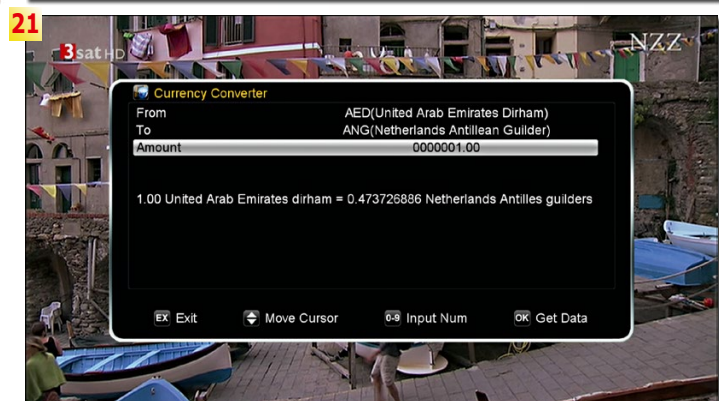 21
3sat HD
NZZ
Currency Converter
From AED(United Arab Emirates Dirham)
To ANG(Netherlands Antillean Guilder)
Amount 0000001.00
1.00 United Arab Emirates dirham = 0.473726886 Netherlands Antilles guilders
EX Exit Move Cursor 0-9 Input Num OK Get Data